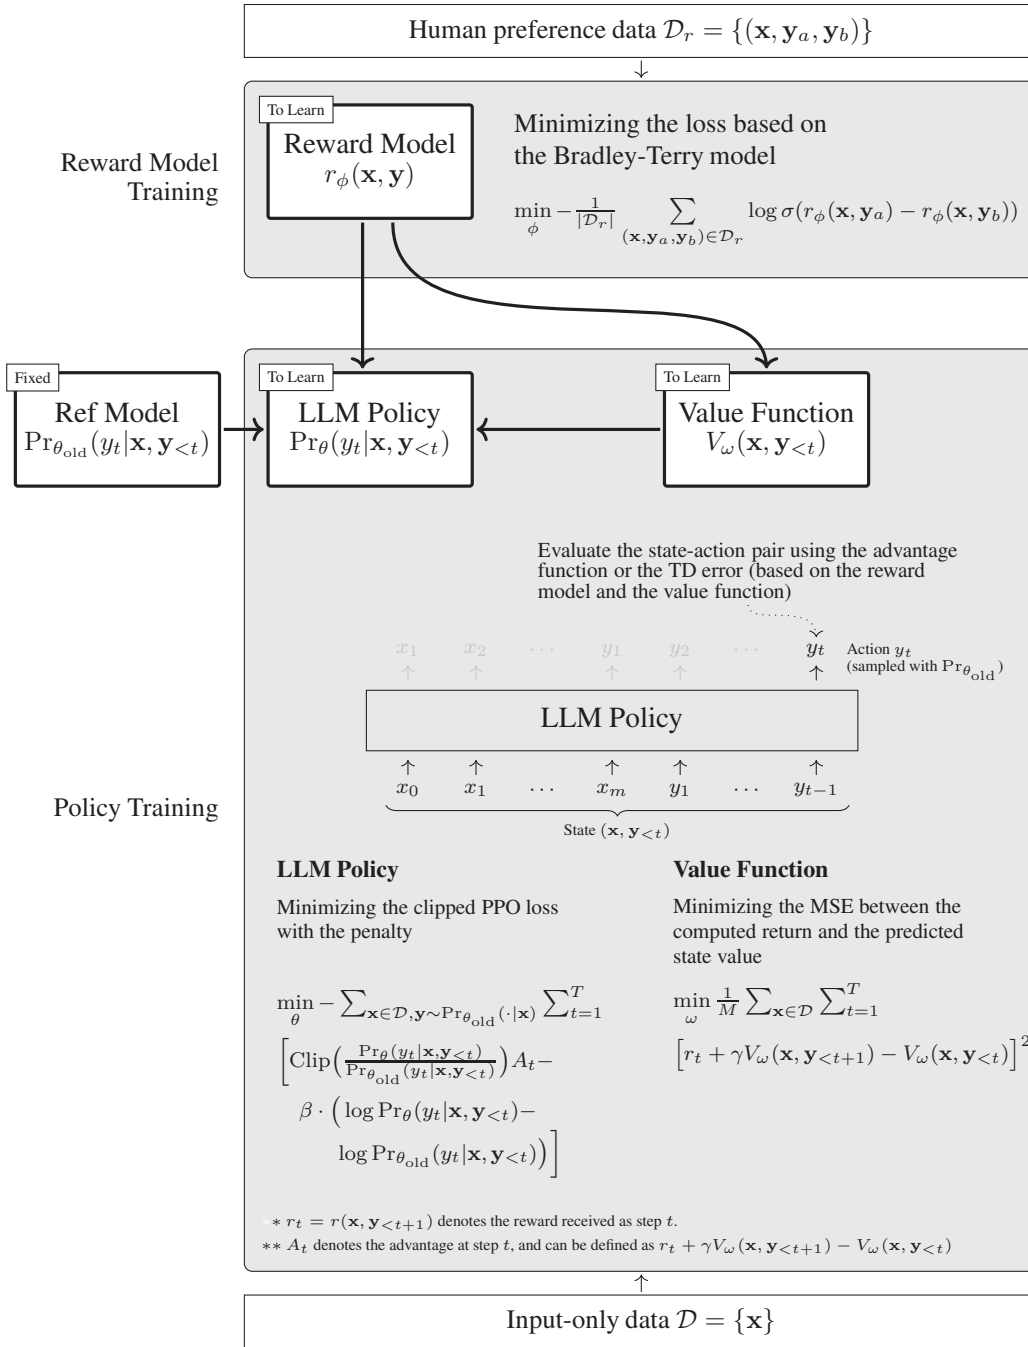 Human preference data 𝒟_r = {(x, y_a, y_b)}
To Learn
Reward Model
r_ϕ(x, y)
Reward Model
Training
Minimizing the loss based on
the Bradley-Terry model
min_ϕ −1/|𝒟_r| ∑_{(x,y_a,y_b)∈𝒟_r} log σ(r_ϕ(x, y_a) − r_ϕ(x, y_b))
Fixed
Ref Model
Pr_{θ_old}(y_t|x, y_{<t})
To Learn
LLM Policy
Pr_θ(y_t|x, y_{<t})
To Learn
Value Function
V_ω(x, y_{<t})
Evaluate the state-action pair using the advantage
function or the TD error (based on the reward
model and the value function)
x_1 x_2 ⋯ y_1 y_2 ⋯ y_t
Action y_t
(sampled with Pr_{θ_old})
LLM Policy
x_0 x_1 ⋯ x_m y_1 ⋯ y_{t−1}
State (x, y_{<t})
Policy Training
LLM Policy
Minimizing the clipped PPO loss
with the penalty
min_θ − ∑_{x∈𝒟,y∼Pr_{θ_old}(·|x)} ∑_{t=1}^T
[Clip(Pr_θ(y_t|x,y_{<t})/Pr_{θ_old}(y_t|x,y_{<t}))A_t−
β · (log Pr_θ(y_t|x, y_{<t})−
log Pr_{θ_old}(y_t|x, y_{<t}))]
Value Function
Minimizing the MSE between the
computed return and the predicted
state value
min_ω 1/M ∑_{x∈𝒟} ∑_{t=1}^T
[r_t + γV_ω(x, y_{<t+1}) − V_ω(x, y_{<t})]^2
∗ r_t = r(x, y_{<t+1}) denotes the reward received as step t.
∗∗ A_t denotes the advantage at step t, and can be defined as r_t + γV_ω(x, y_{<t+1}) − V_ω(x, y_{<t})
Input-only data 𝒟 = {x}